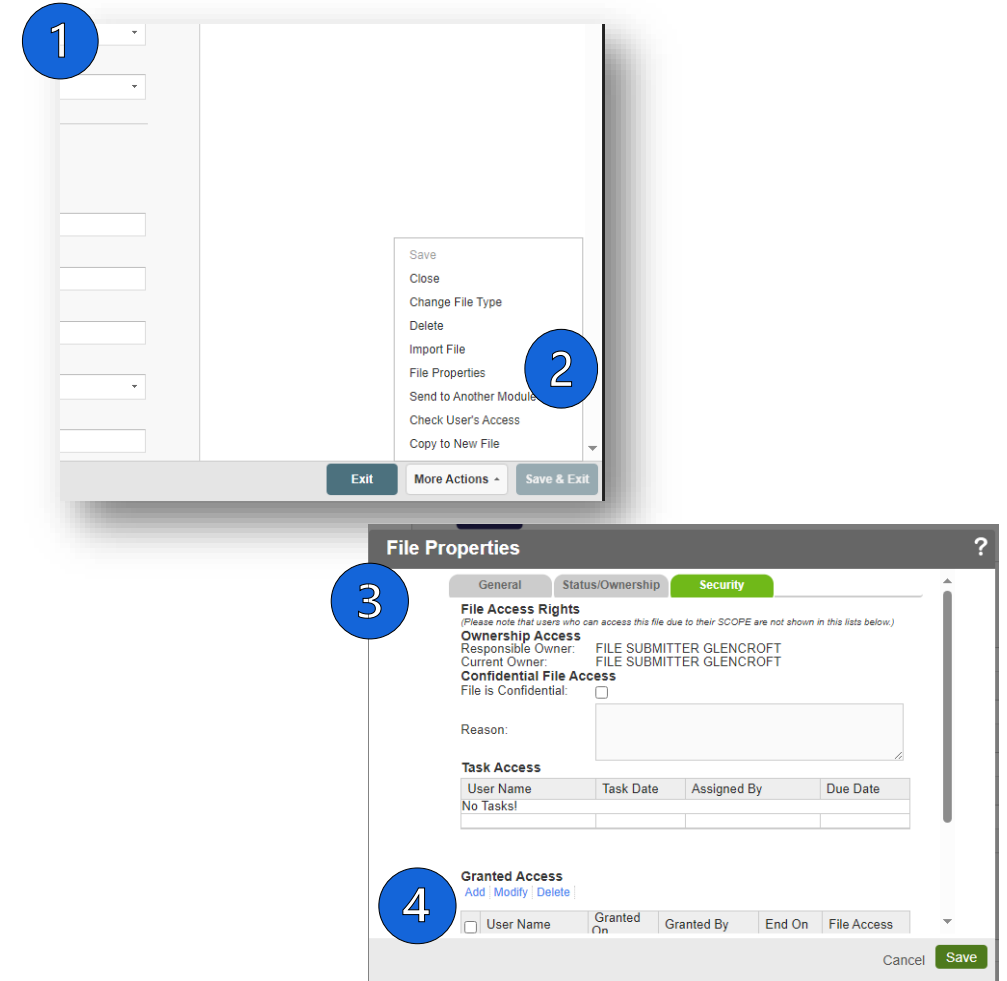 1
Save
Close
Change File Type
Delete
Import File
File Properties
2
Send to Another Module
Check User's Access
Copy to New File
Exit
More Actions
Save & Exit
File Properties
?
3
General
Status/Ownership
Security
File Access Rights
(Please note that users who can access this file due to their SCOPE are not shown in this lists below.)
Ownership Access
Responsible Owner: FILE SUBMITTER GLENCROFT
Current Owner: FILE SUBMITTER GLENCROFT
Confidential File Access
File is Confidential:
Reason:
Task Access
User Name Task Date Assigned By Due Date
No Tasks!
4
Granted Access
Add Modify Delete
User Name Granted On Granted By End On File Access
Cancel Save